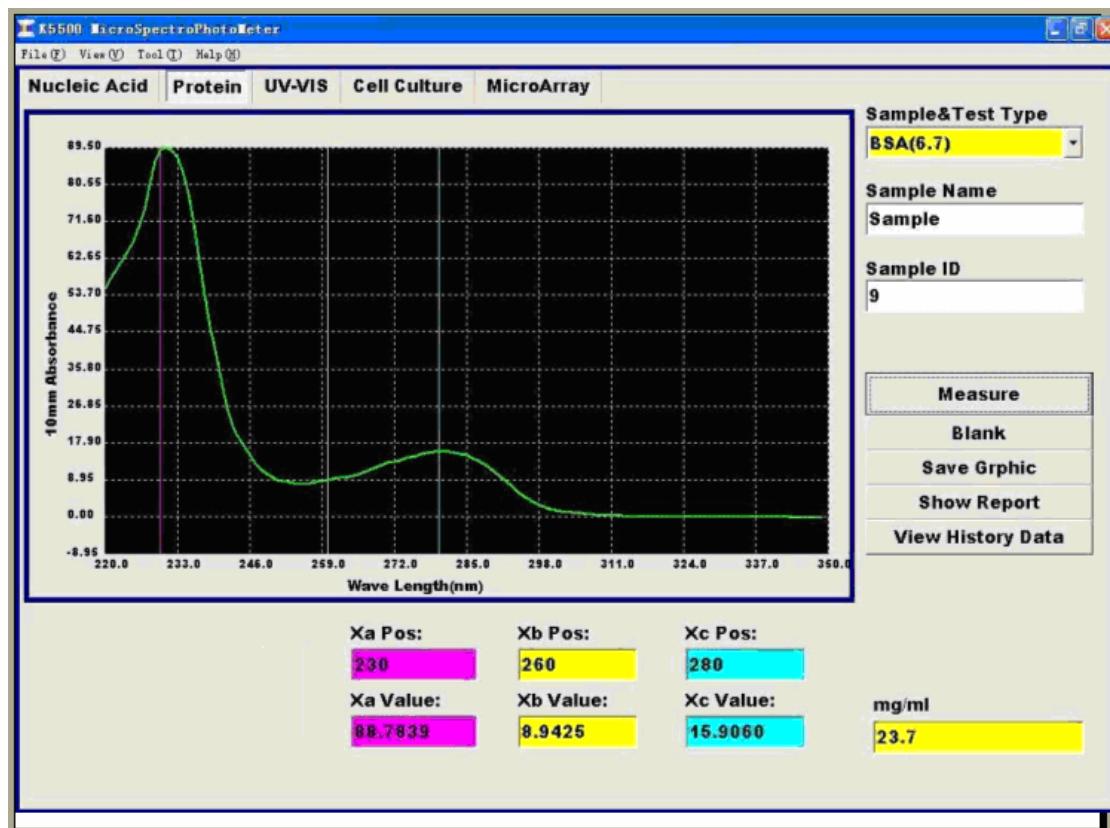 K5500 MicroSpectroPhotoMeter
File(F) View(V) Tool(T) Help(H)
Nucleic Acid Protein UV-VIS Cell Culture MicroArray
Sample&Test Type
BSA(6.7)
Sample Name
Sample
Sample ID
9
Measure
Blank
Save Grphic
Show Report
View History Data
10mm Absorbance
89.50
80.55
71.60
62.65
53.70
44.75
35.80
26.85
17.90
8.95
0.00
-8.95
220.0 233.0 246.0 259.0 272.0 285.0 298.0 311.0 324.0 337.0 350.0
Wave Length(nm)
Xa Pos: Xb Pos: Xc Pos:
230 260 280
Xa Value: Xb Value: Xc Value:
88.7839 8.9425 15.9060
mg/ml
23.7